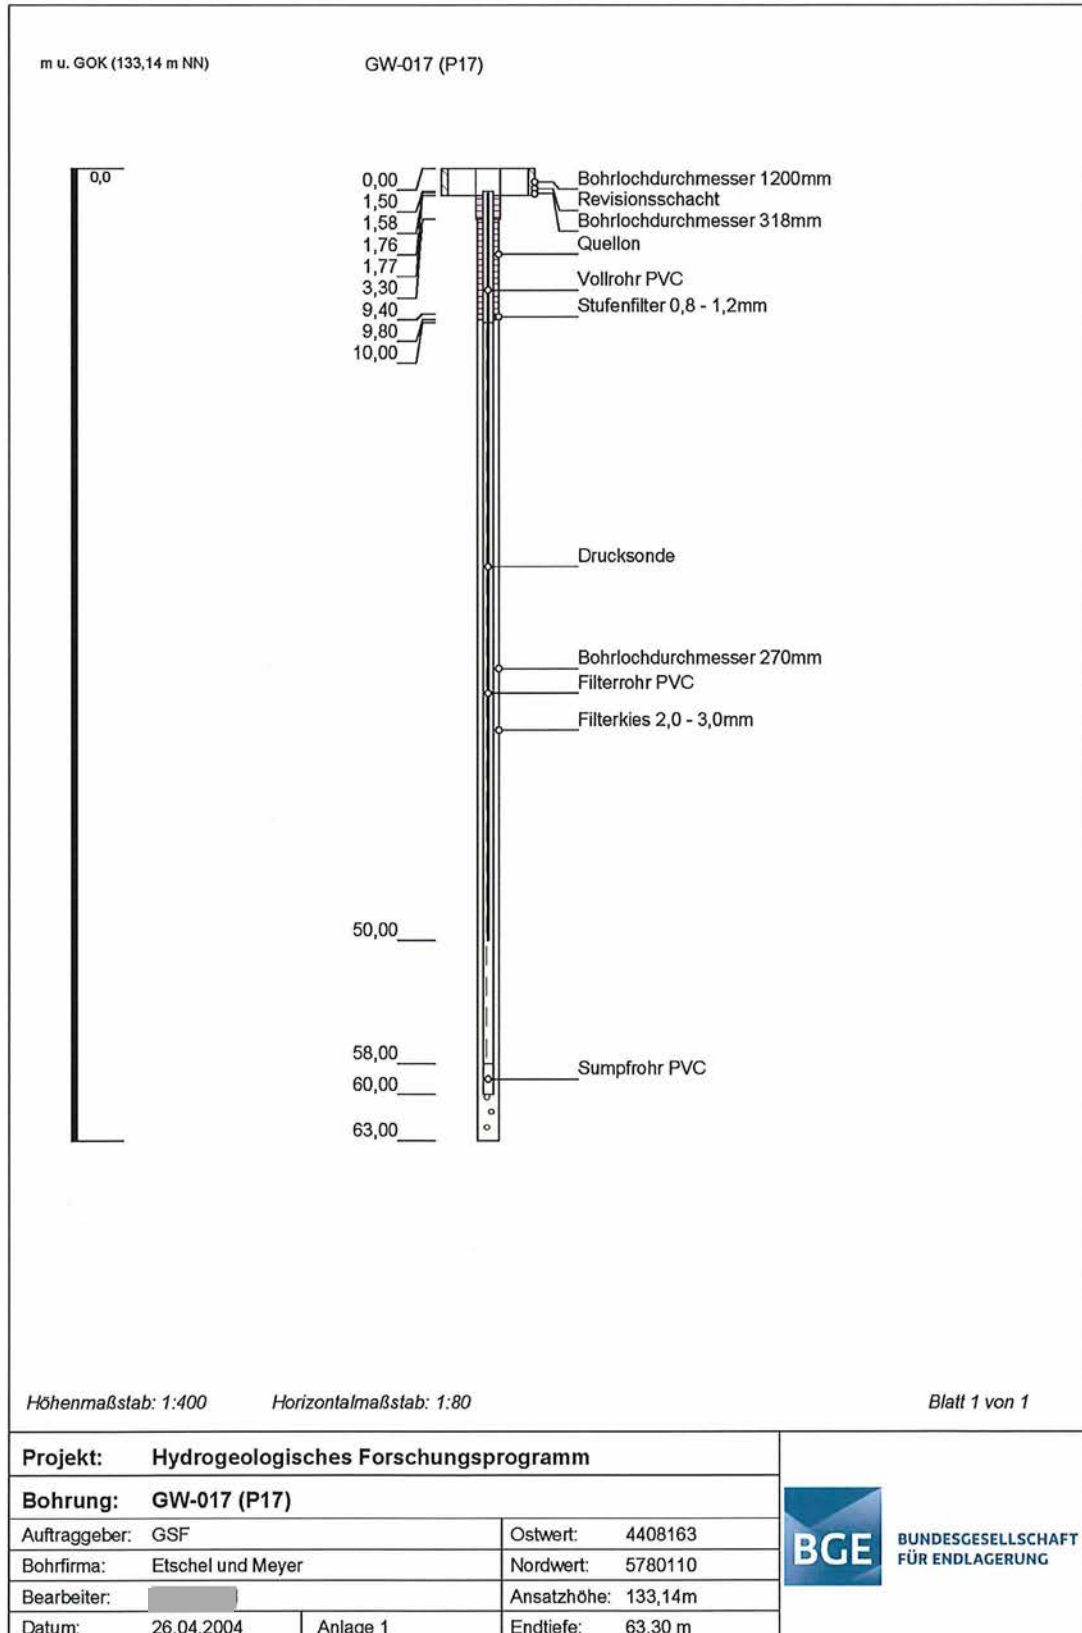 m u. GOK (133,14 m NN)
GW-017 (P17)
0,0
0,00
1,50
1,58
1,76
1,77
3,30
9,40
9,80
10,00
50,00
58,00
60,00
63,00
Bohrlochdurchmesser 1200mm
Revisionsschacht
Bohrlochdurchmesser 318mm
Quellon
Vollrohr PVC
Stufenfilter 0,8 - 1,2mm
Drucksonde
Bohrlochdurchmesser 270mm
Filterrohr PVC
Filterkies 2,0 - 3,0mm
Sumpfrohr PVC
Höhenmaßstab: 1:400 Horizontalmaßstab: 1:80 Blatt 1 von 1
Projekt: Hydrogeologisches Forschungsprogramm
Bohrung: GW-017 (P17)
Auftraggeber: GSF Ostwert: 4408163
Bohrfirma: Etschel und Meyer Nordwert: 5780110
Bearbeiter: Ansatzhöhe: 133,14m
Datum: 26.04.2004 Anlage 1 Endtiefe: 63,30 m
BGE
BUNDESGESELLSCHAFT
FÜR ENDLAGERUNG